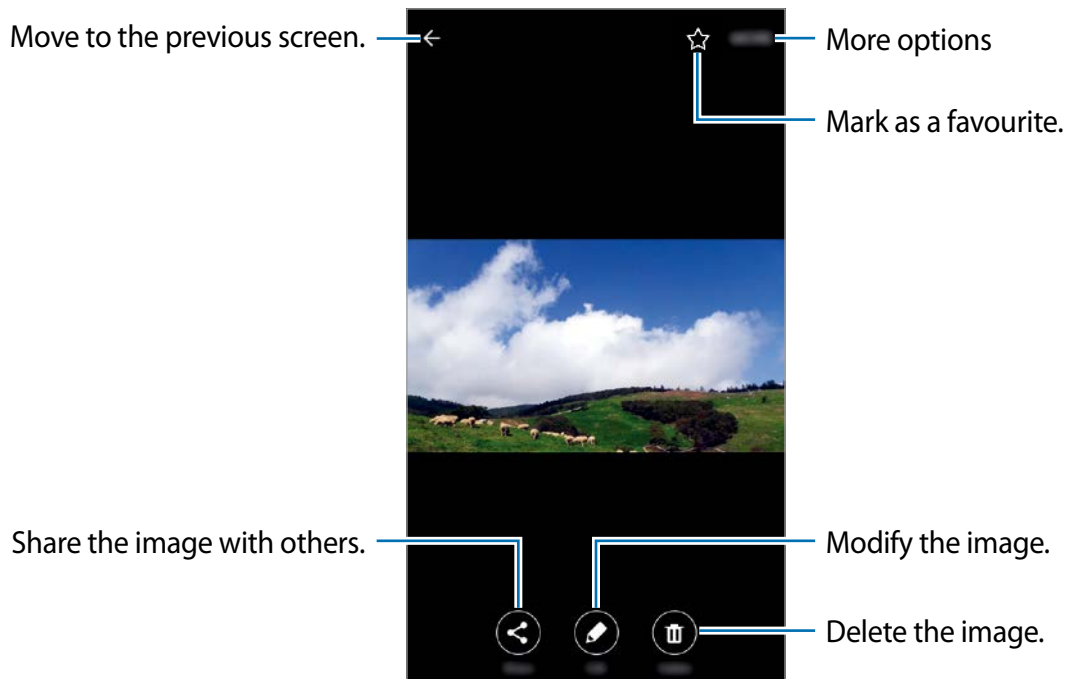 Move to the previous screen.
More options
Mark as a favourite.
Share the image with others.
Modify the image.
Delete the image.